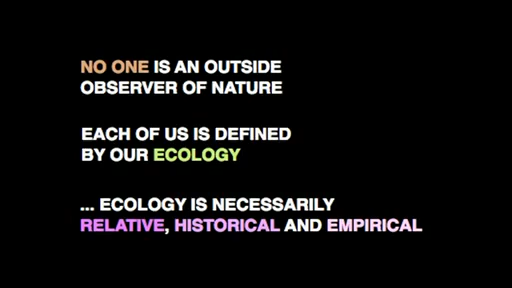 NO ONE IS AN OUTSIDE
OBSERVER OF NATURE
EACH OF US IS DEFINED
BY OUR ECOLOGY
... ECOLOGY IS NECESSARILY
RELATIVE, HISTORICAL AND EMPIRICAL